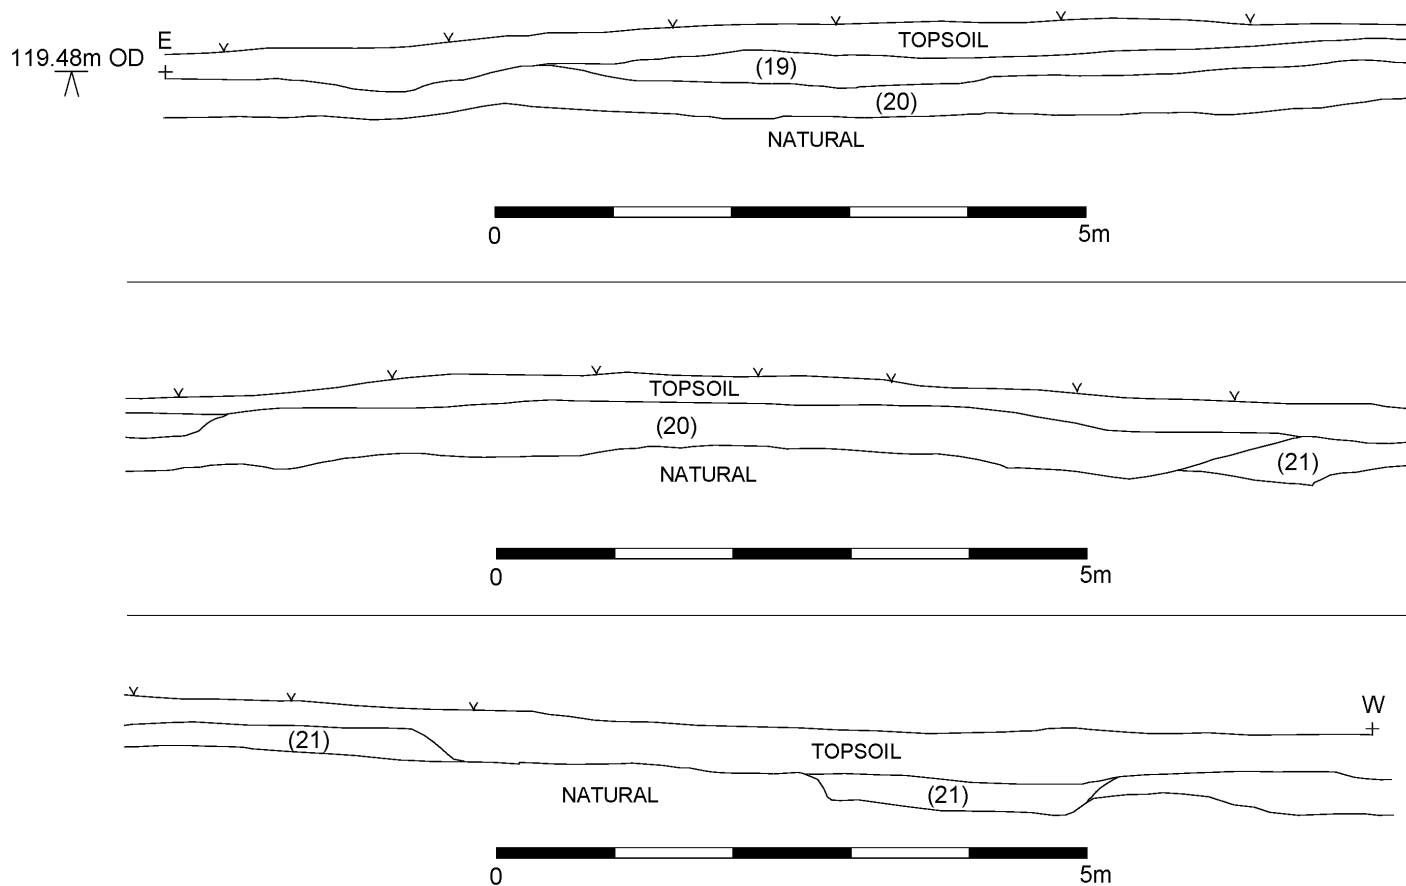 E
119.48m OD
TOPSOIL
(19)
(20)
NATURAL
0 5m
TOPSOIL
(20)
(21)
NATURAL
0 5m
W
(21)
TOPSOIL
NATURAL
(21)
0 5m